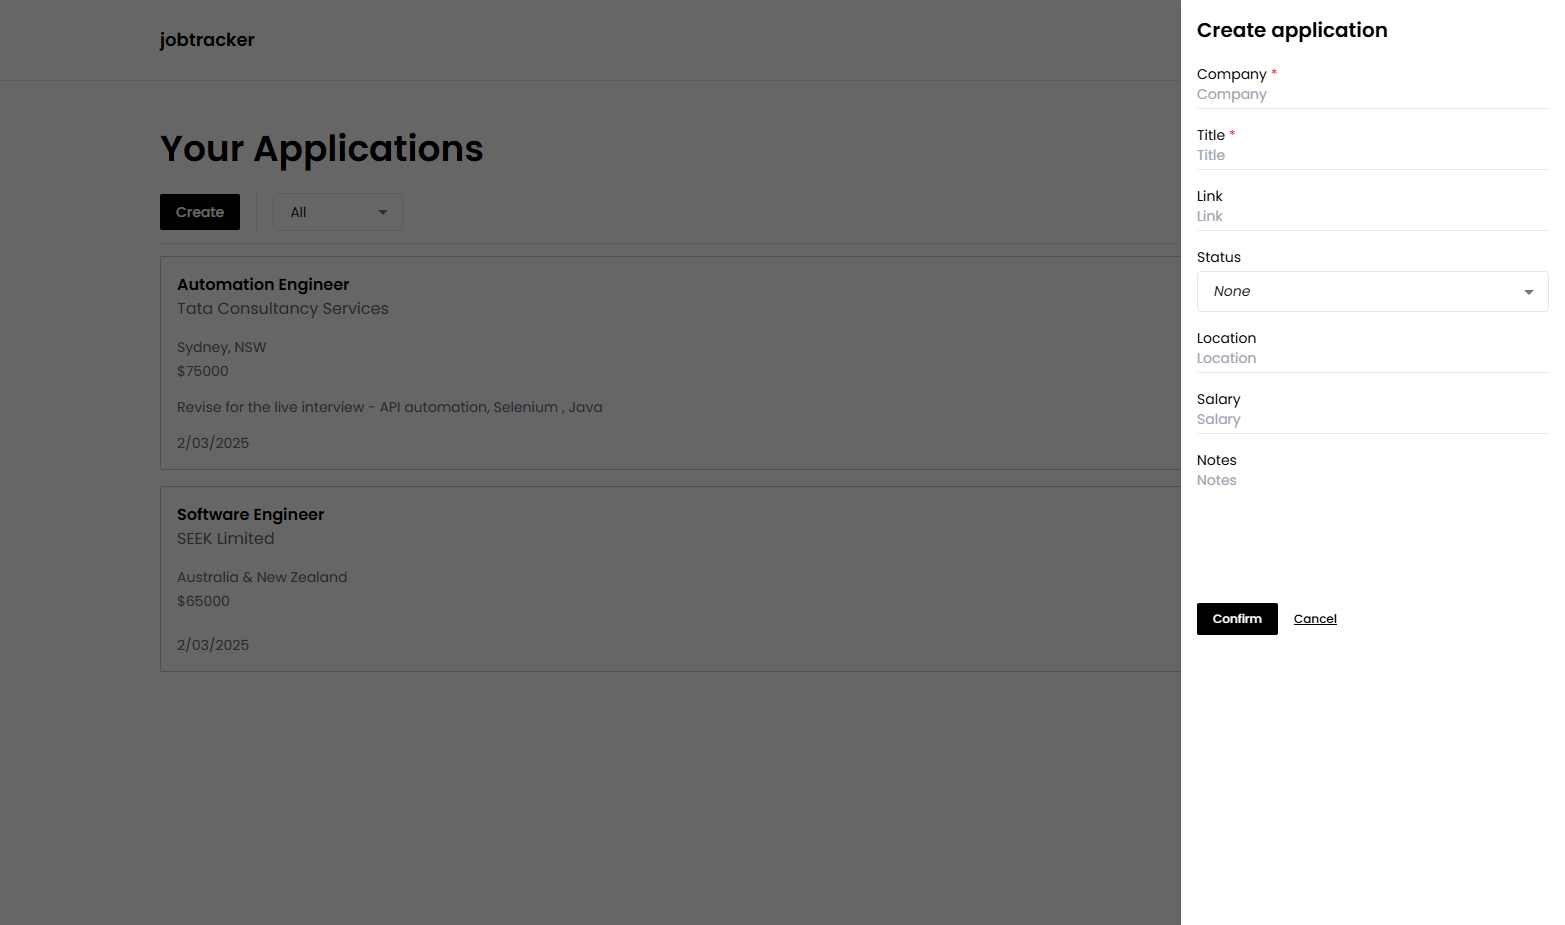 jobtracker
Your Applications
Create
All
Automation Engineer
Tata Consultancy Services
Sydney, NSW
$75000
Revise for the live interview - API automation, Selenium , Java
2/03/2025
Software Engineer
SEEK Limited
Australia & New Zealand
$65000
2/03/2025
Create application
Company *
Company
Title *
Title
Link
Link
Status
None
Location
Location
Salary
Salary
Notes
Notes
Confirm
Cancel